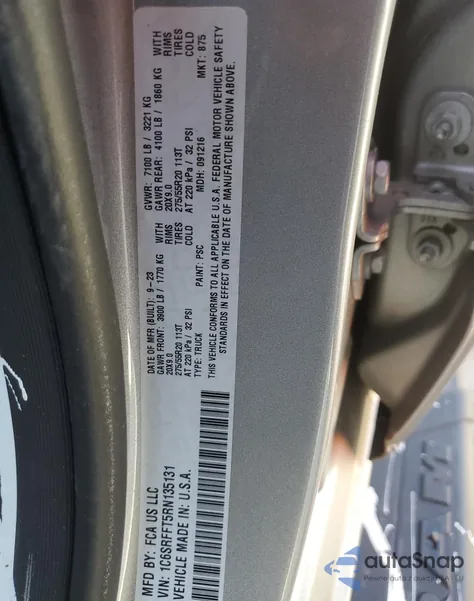 MFD BY: FCA US LLC
DATE OF MFR (BUILT): 9-23
GVWR: 7100 LB / 3221 KG
GAWR FRONT: 3900 LB / 1770 KG WITH
GAWR REAR: 4100 LB / 1860 KG WITH
20X9.0 RIMS
20X9.0 RIMS
275/55R20 113T TIRES
275/55R20 113T TIRES
AT 220 kPa / 32 PSI COLD
AT 220 kPa / 32 PSI COLD
VIN: 1C6SRFFT5RN135131
TYPE: TRUCK
PAINT: PSC
MDH: 091216
MKT: 875
VEHICLE MADE IN: U.S.A.
THIS VEHICLE CONFORMS TO ALL APPLICABLE U.S.A. FEDERAL MOTOR VEHICLE SAFETY
STANDARDS IN EFFECT ON THE DATE OF MANUFACTURE SHOWN ABOVE.
autoSnap